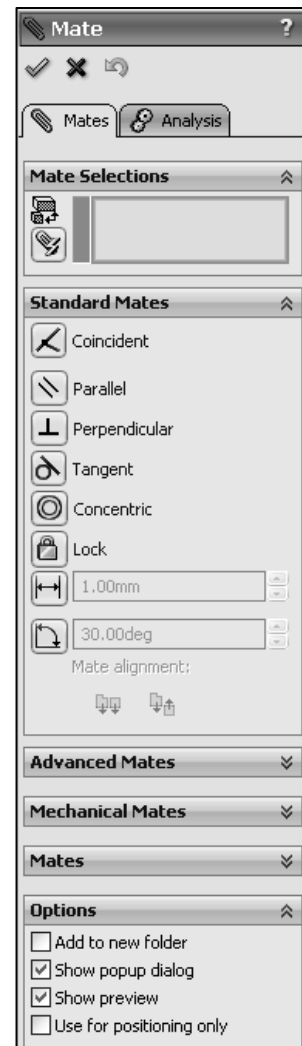 Mate ?
Mates Analysis
Mate Selections
Standard Mates
Coincident
Parallel
Perpendicular
Tangent
Concentric
Lock
1.00mm
30.00deg
Mate alignment:
Advanced Mates
Mechanical Mates
Mates
Options
Add to new folder
Show popup dialog
Show preview
Use for positioning only